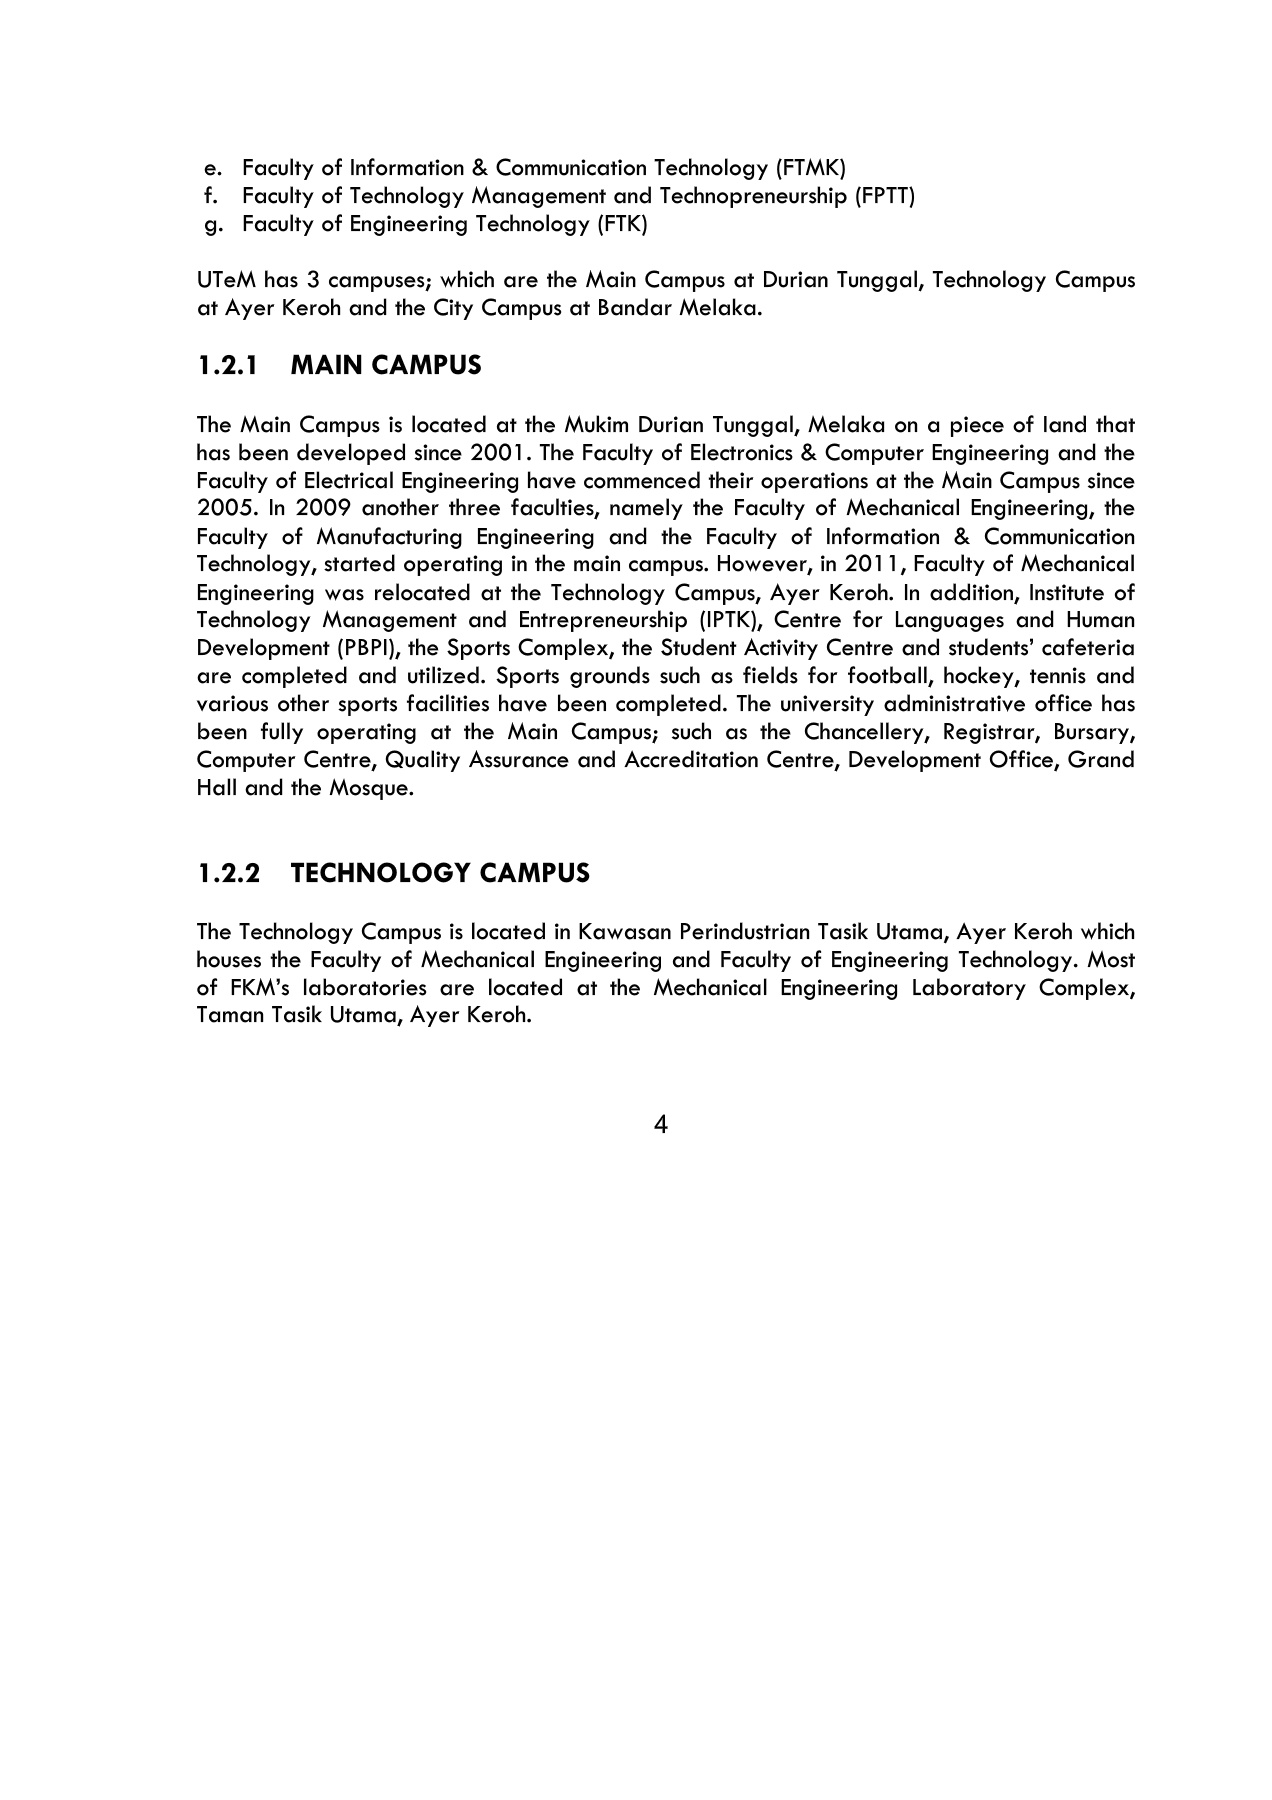 e. Faculty of Information & Communication Technology (FTMK)
f. Faculty of Technology Management and Technopreneurship (FPTT)
g. Faculty of Engineering Technology (FTK)
UTeM has 3 campuses; which are the Main Campus at Durian Tunggal, Technology Campus
at Ayer Keroh and the City Campus at Bandar Melaka.
1.2.1 MAIN CAMPUS
The Main Campus is located at the Mukim Durian Tunggal, Melaka on a piece of land that
has been developed since 2001. The Faculty of Electronics & Computer Engineering and the
Faculty of Electrical Engineering have commenced their operations at the Main Campus since
2005. In 2009 another three faculties, namely the Faculty of Mechanical Engineering, the
Faculty of Manufacturing Engineering and the Faculty of Information & Communication
Technology, started operating in the main campus. However, in 2011, Faculty of Mechanical
Engineering was relocated at the Technology Campus, Ayer Keroh. In addition, Institute of
Technology Management and Entrepreneurship (IPTK), Centre for Languages and Human
Development (PBPI), the Sports Complex, the Student Activity Centre and students’ cafeteria
are completed and utilized. Sports grounds such as fields for football, hockey, tennis and
various other sports facilities have been completed. The university administrative office has
been fully operating at the Main Campus; such as the Chancellery, Registrar, Bursary,
Computer Centre, Quality Assurance and Accreditation Centre, Development Office, Grand
Hall and the Mosque.
1.2.2 TECHNOLOGY CAMPUS
The Technology Campus is located in Kawasan Perindustrian Tasik Utama, Ayer Keroh which
houses the Faculty of Mechanical Engineering and Faculty of Engineering Technology. Most
of FKM’s laboratories are located at the Mechanical Engineering Laboratory Complex,
Taman Tasik Utama, Ayer Keroh.
4